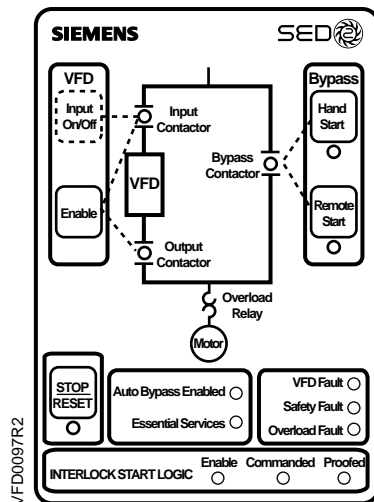 SIEMENS
SED2
VFD
Input
On/Off
Enable
Input
Contactor
VFD
Output
Contactor
Bypass
Contactor
Bypass
Hand
Start
Remote
Start
Overload
Relay
Motor
STOP
RESET
Auto Bypass Enabled
Essential Services
VFD Fault
Safety Fault
Overload Fault
INTERLOCK START LOGIC
Enable
Commanded
Proofed
VFD0097R2